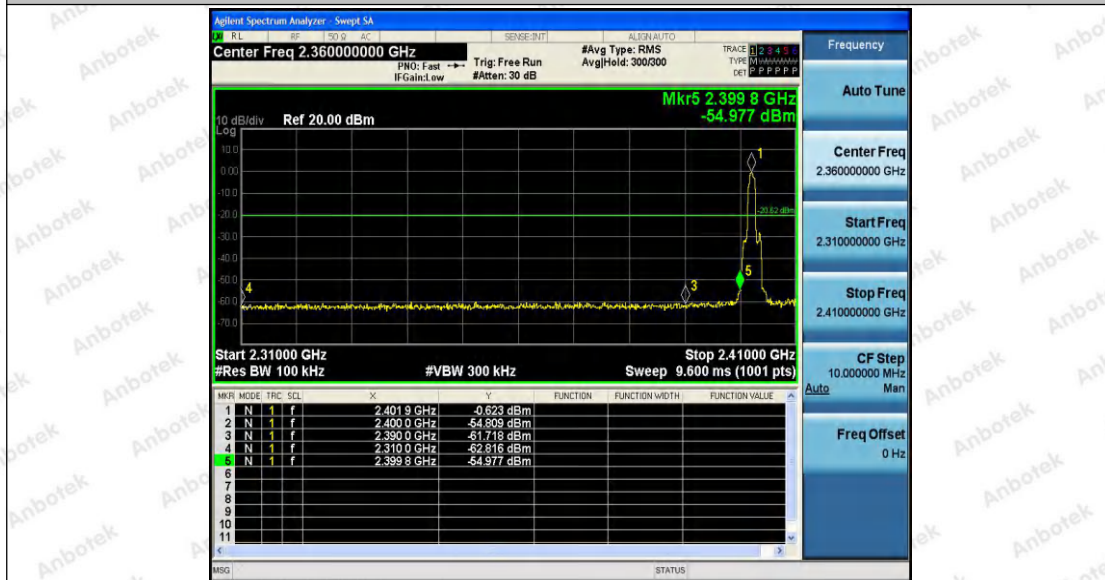 Agilent Spectrum Analyzer - Swept SA
RL RF 50 Ω AC SENSE:INT ALIGN AUTO
Center Freq 2.360000000 GHz
PNO: Fast
IFGain:Low
Trig: Free Run
#Atten: 30 dB
#Avg Type: RMS
Avg|Hold: 300/300
TRACE 1 2 3 4 5 6
TYPE M
DET P P P P P P
Mkr5 2.399 8 GHz
-54.977 dBm
10 dB/div Ref 20.00 dBm
Log
10.0
0.00
-10.0
-20.0
-30.0
-40.0
-50.0
-60.0
-70.0
1
-20.62 dBm
5
4
3
Start 2.31000 GHz
Stop 2.41000 GHz
#Res BW 100 kHz
#VBW 300 kHz
Sweep 9.600 ms (1001 pts)
MKR MODE TRC SCL X Y FUNCTION FUNCTION WIDTH FUNCTION VALUE
1 N 1 f 2.401 9 GHz -0.623 dBm
2 N 1 f 2.400 0 GHz -54.809 dBm
3 N 1 f 2.390 0 GHz -61.718 dBm
4 N 1 f 2.310 0 GHz -62.816 dBm
5 N 1 f 2.399 8 GHz -54.977 dBm
6
7
8
9
10
11
MSG
STATUS
Frequency
Auto Tune
Center Freq
2.360000000 GHz
Start Freq
2.310000000 GHz
Stop Freq
2.410000000 GHz
CF Step
10.000000 MHz
Auto Man
Freq Offset
0 Hz
Anbotek